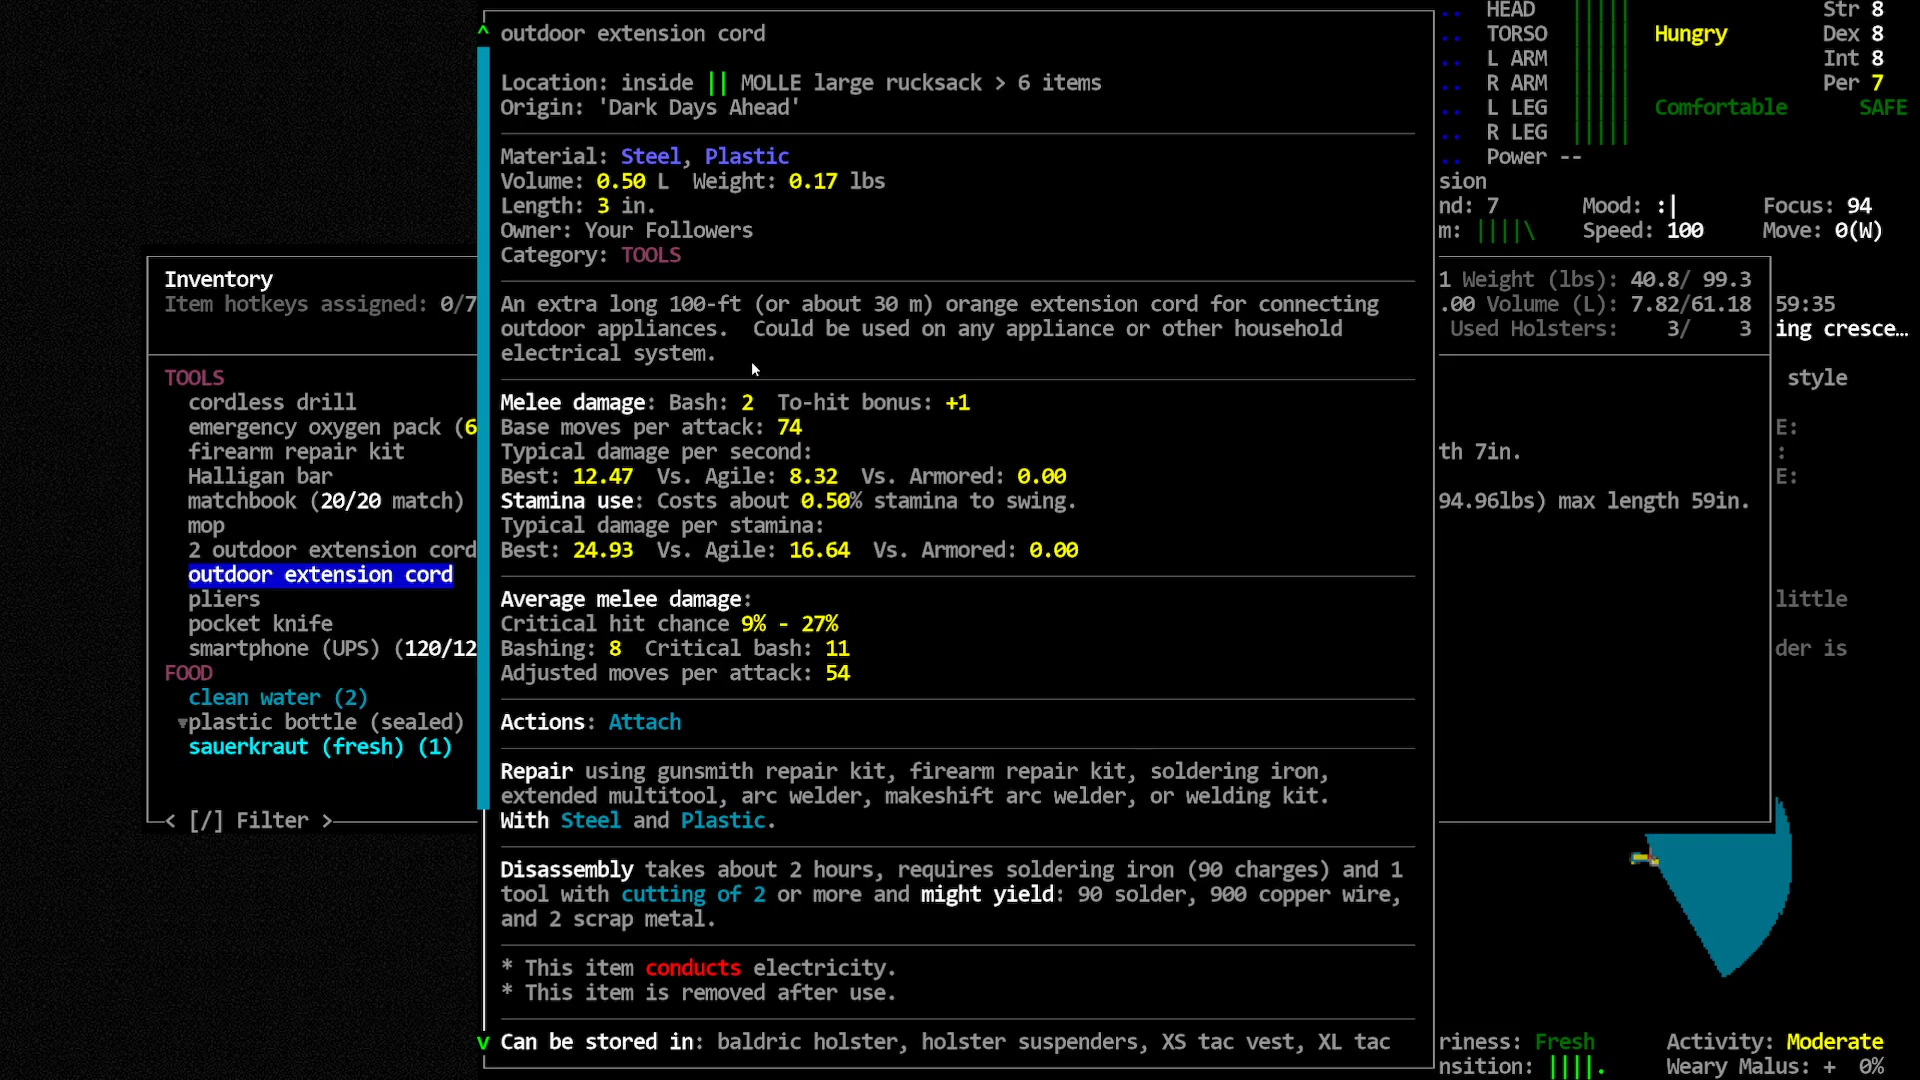 outdoor extension cord
Location: inside || MOLLE large rucksack > 6 items
Origin: 'Dark Days Ahead'
Material: Steel, Plastic
Volume: 0.50 L Weight: 0.17 lbs
Length: 3 in.
Owner: Your Followers
Category: TOOLS
An extra long 100-ft (or about 30 m) orange extension cord for connecting
outdoor appliances. Could be used on any appliance or other household
electrical system.
Melee damage: Bash: 2 To-hit bonus: +1
Base moves per attack: 74
Typical damage per second:
Best: 12.47 Vs. Agile: 8.32 Vs. Armored: 0.00
Stamina use: Costs about 0.50% stamina to swing.
Typical damage per stamina:
Best: 24.93 Vs. Agile: 16.64 Vs. Armored: 0.00
Average melee damage:
Critical hit chance 9% - 27%
Bashing: 8 Critical bash: 11
Adjusted moves per attack: 54
Actions: Attach
Repair using gunsmith repair kit, firearm repair kit, soldering iron,
extended multitool, arc welder, makeshift arc welder, or welding kit.
With Steel and Plastic.
Disassembly takes about 2 hours, requires soldering iron (90 charges) and 1
tool with cutting of 2 or more and might yield: 90 solder, 900 copper wire,
and 2 scrap metal.
* This item conducts electricity.
* This item is removed after use.
Can be stored in: baldric holster, holster suspenders, XS tac vest, XL tac
Inventory
Item hotkeys assigned: 0/7
TOOLS
cordless drill
emergency oxygen pack (6
firearm repair kit
Halligan bar
matchbook (20/20 match)
mop
2 outdoor extension cord
outdoor extension cord
pliers
pocket knife
smartphone (UPS) (120/12
FOOD
clean water (2)
▾plastic bottle (sealed)
sauerkraut (fresh) (1)
< [/] Filter >
.. HEAD ||||| Str 8
.. TORSO ||||| Hungry Dex 8
.. L ARM ||||| Int 8
.. R ARM ||||| Per 7
.. L LEG ||||| Comfortable SAFE
.. R LEG |||||
.. Power --
sion
nd: 7 Mood: :| Focus: 94
m: ||||\ Speed: 100 Move: 0(W)
1 Weight (lbs): 40.8/ 99.3
.00 Volume (L): 7.82/61.18 59:35
Used Holsters: 3/ 3 ing cresce…
style
E:
th 7in. :
E:
94.96lbs) max length 59in.
little
der is
riness: Fresh Activity: Moderate
nsition: ||||. Weary Malus: + 0%